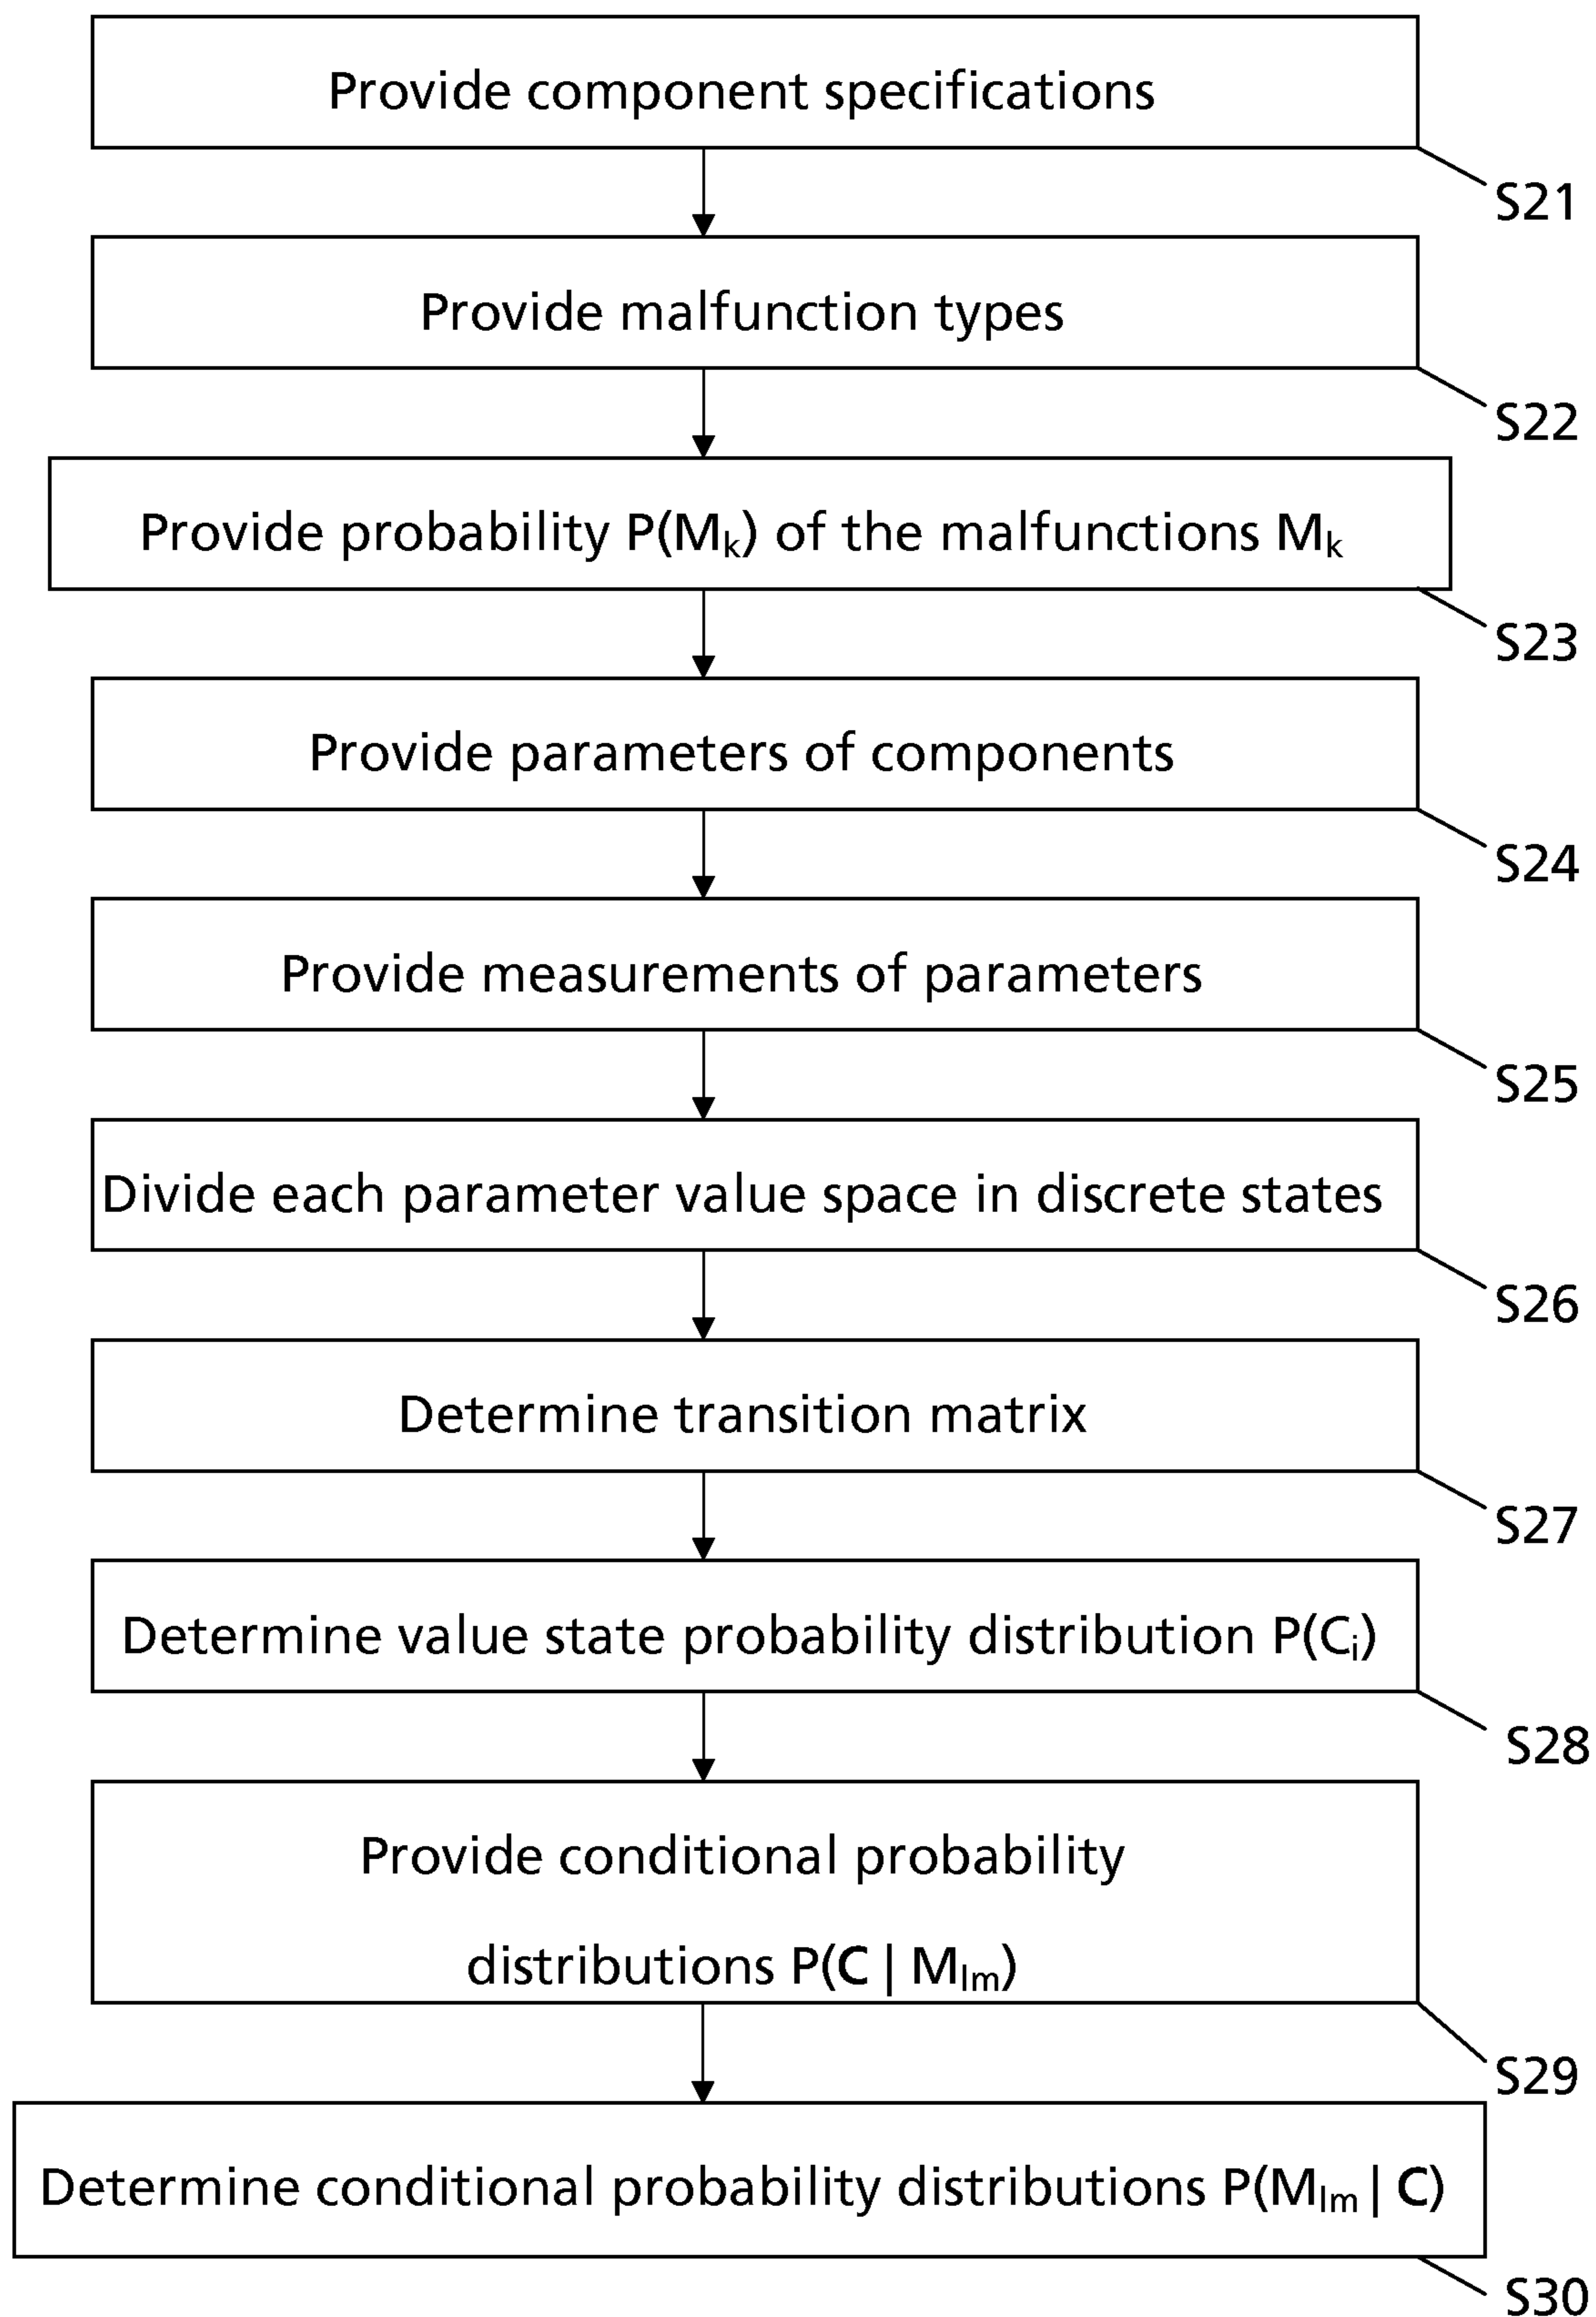 Provide component specifications
S21
Provide malfunction types
S22
Provide probability P(Mk) of the malfunctions Mk
S23
Provide parameters of components
S24
Provide measurements of parameters
S25
Divide each parameter value space in discrete states
S26
Determine transition matrix
S27
Determine value state probability distribution P(Ci)
S28
Provide conditional probability
distributions P(C | Mlm)
S29
Determine conditional probability distributions P(Mlm | C)
S30